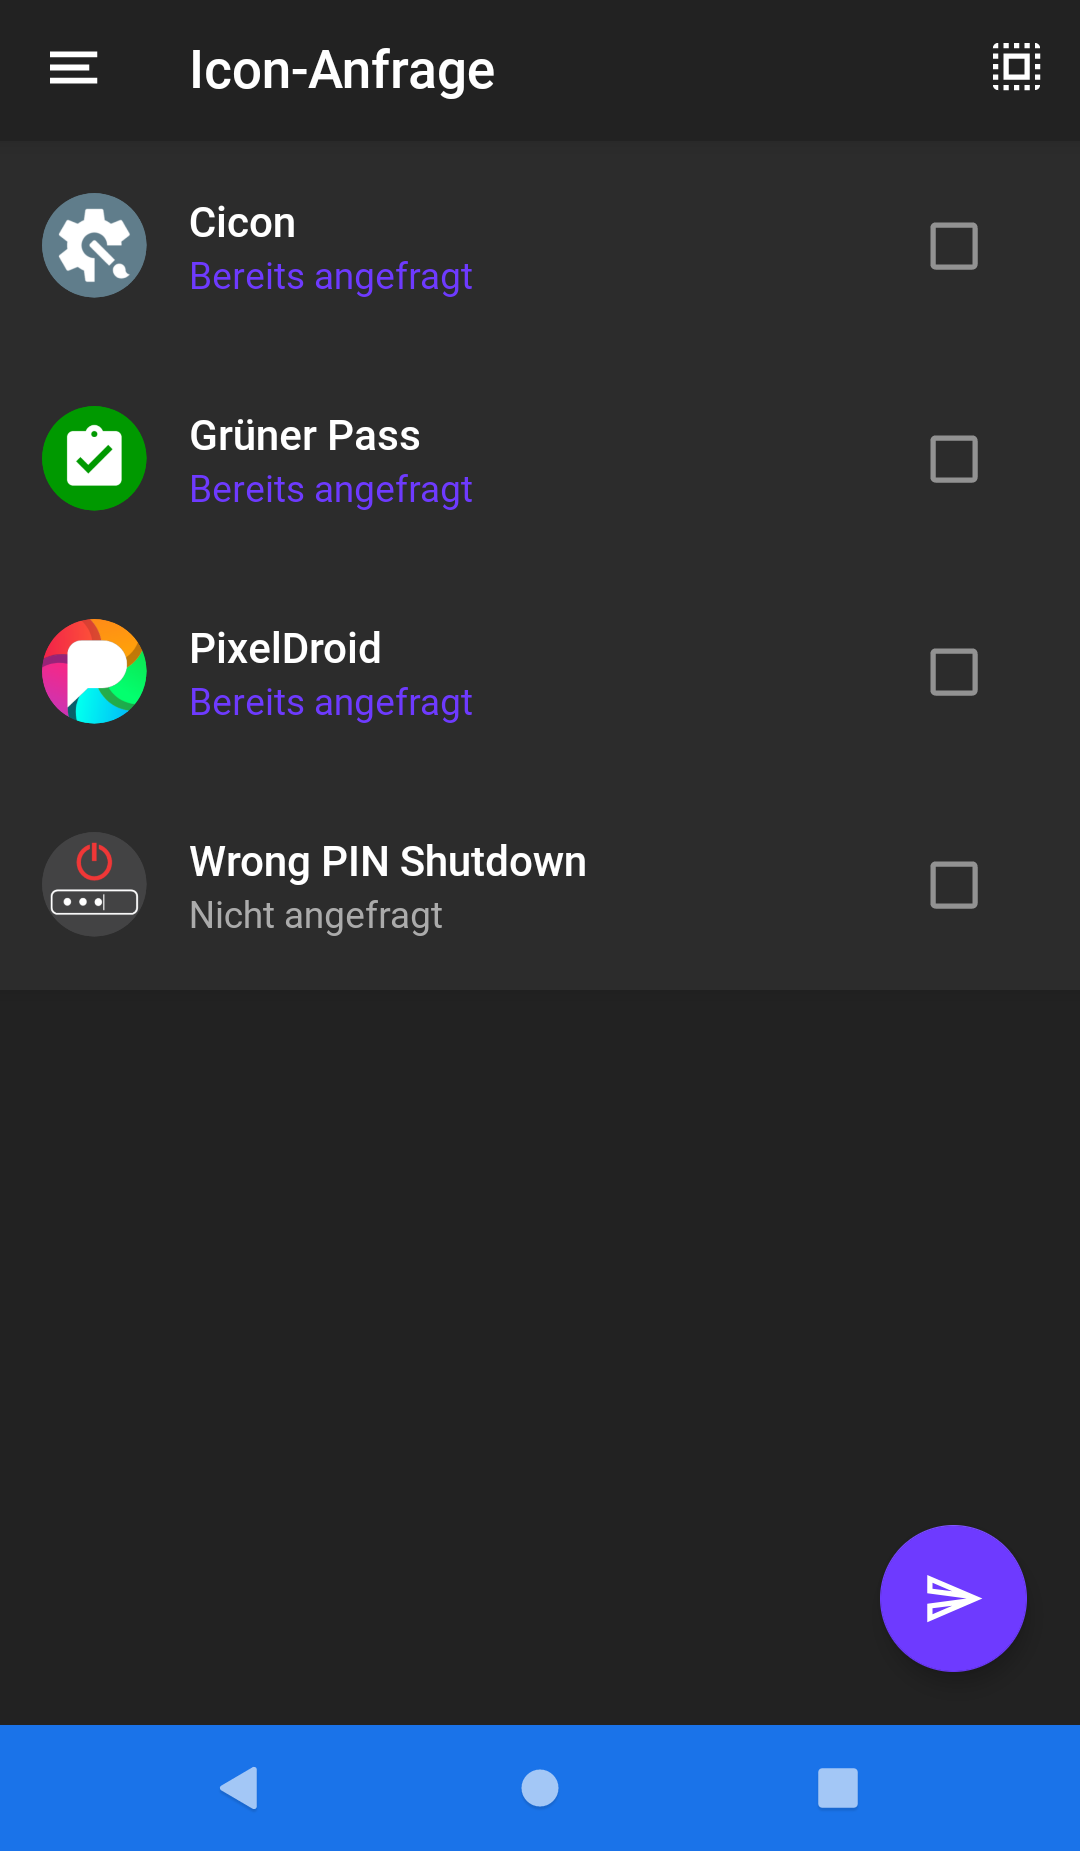 Icon-Anfrage
Cicon
Bereits angefragt
Grüner Pass
Bereits angefragt
PixelDroid
Bereits angefragt
Wrong PIN Shutdown
Nicht angefragt